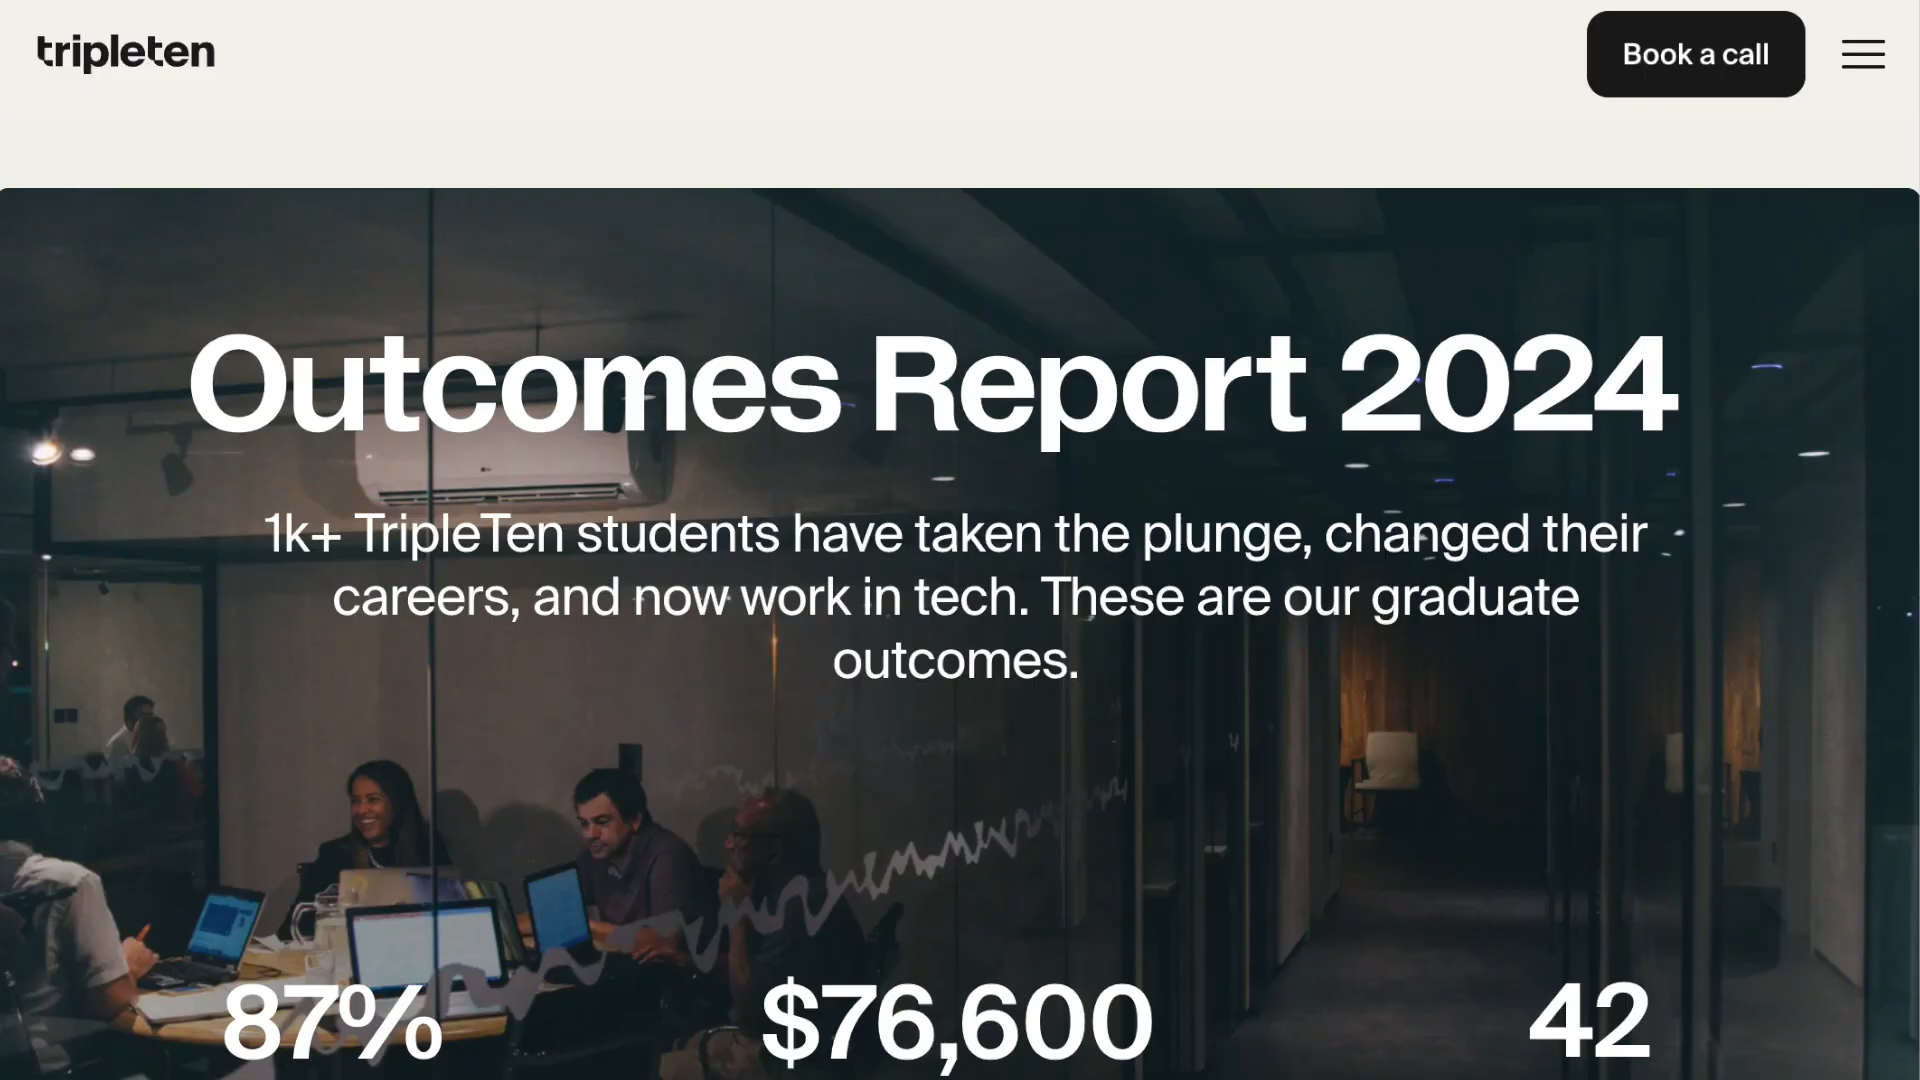 tripleten
Book a call
Outcomes Report 2024
1k+ TripleTen students have taken the plunge, changed their
careers, and now work in tech. These are our graduate
outcomes.
87%
$76,600
42